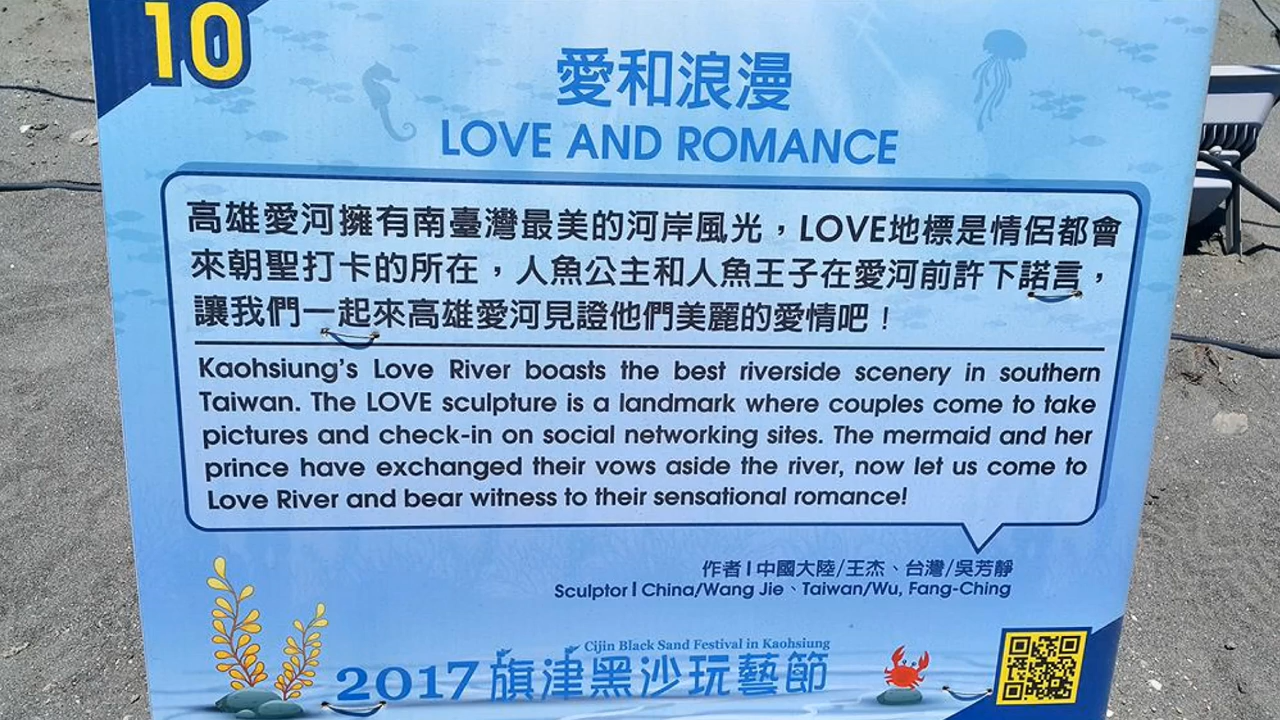 10
愛和浪漫
LOVE AND ROMANCE
高雄愛河擁有南臺灣最美的河岸風光，LOVE地標是情侶都會
來朝聖打卡的所在，人魚公主和人魚王子在愛河前許下諾言，
讓我們一起來高雄愛河見證他們美麗的愛情吧！
Kaohsiung's Love River boasts the best riverside scenery in southern
Taiwan. The LOVE sculpture is a landmark where couples come to take
pictures and check-in on social networking sites. The mermaid and her
prince have exchanged their vows aside the river, now let us come to
Love River and bear witness to their sensational romance!
作者 | 中國大陸/王杰、台灣/吳芳靜
Sculptor | China/Wang Jie、Taiwan/Wu, Fang-Ching
Cijin Black Sand Festival in Kaohsiung
2017 旗津黑沙玩藝節